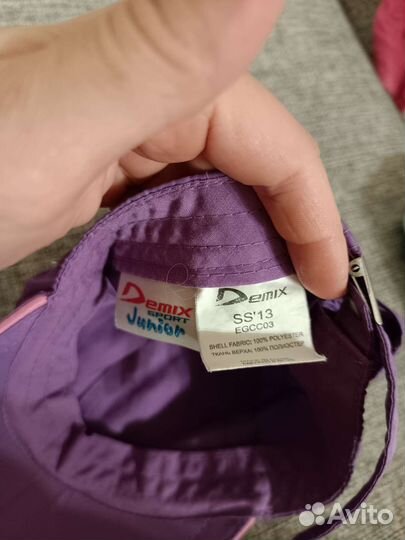 Demix
SPORT
Junior
Demix
SS'13
EGCC03
SHELL FABRIC: 100% POLYESTER
ТКАНЬ ВЕРХА: 100% ПОЛИЭСТЕР
Avito